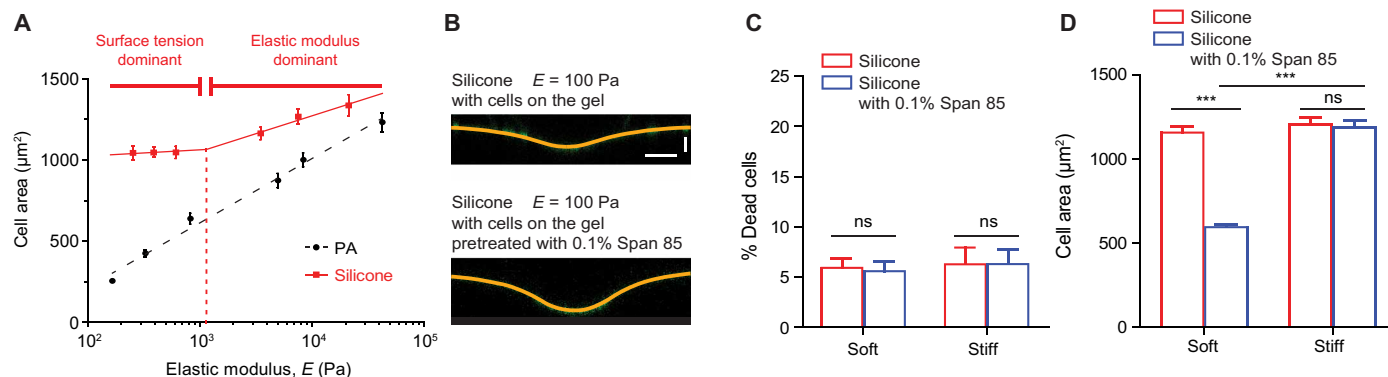 A
Surface tension
dominant
Elastic modulus
dominant
1500
1000
500
0
Cell area (µm²)
PA
Silicone
10² 10³ 10⁴ 10⁵
Elastic modulus, E (Pa)
B
Silicone E = 100 Pa
with cells on the gel
Silicone E = 100 Pa
with cells on the gel
pretreated with 0.1% Span 85
C
Silicone
Silicone
with 0.1% Span 85
25
20
15
10
5
0
% Dead cells
ns
ns
Soft Stiff
D
Silicone
Silicone
with 0.1% Span 85
1500
1000
500
0
Cell area (µm²)
***
***
ns
Soft Stiff